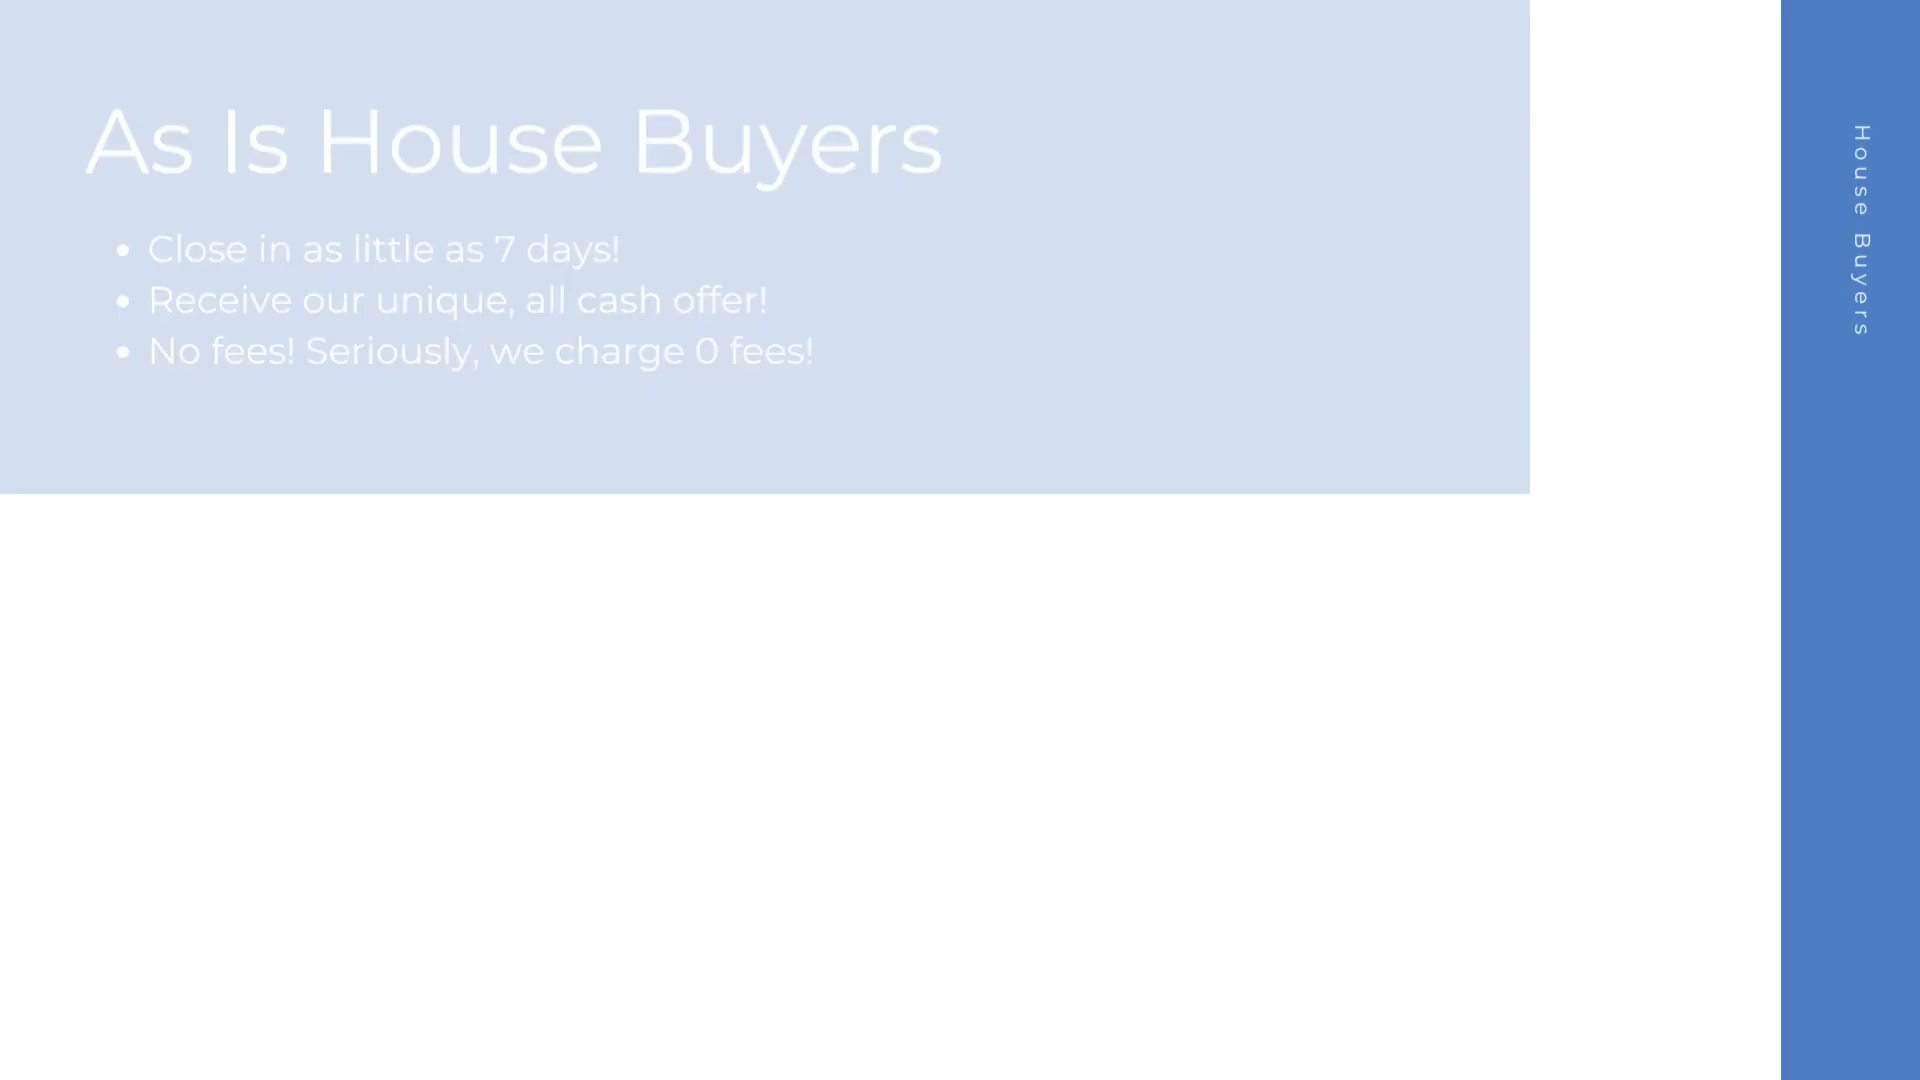 As Is House Buyers
• Close in as little as 7 days!
• Receive our unique, all cash offer!
• No fees! Seriously, we charge 0 fees!
House Buyers